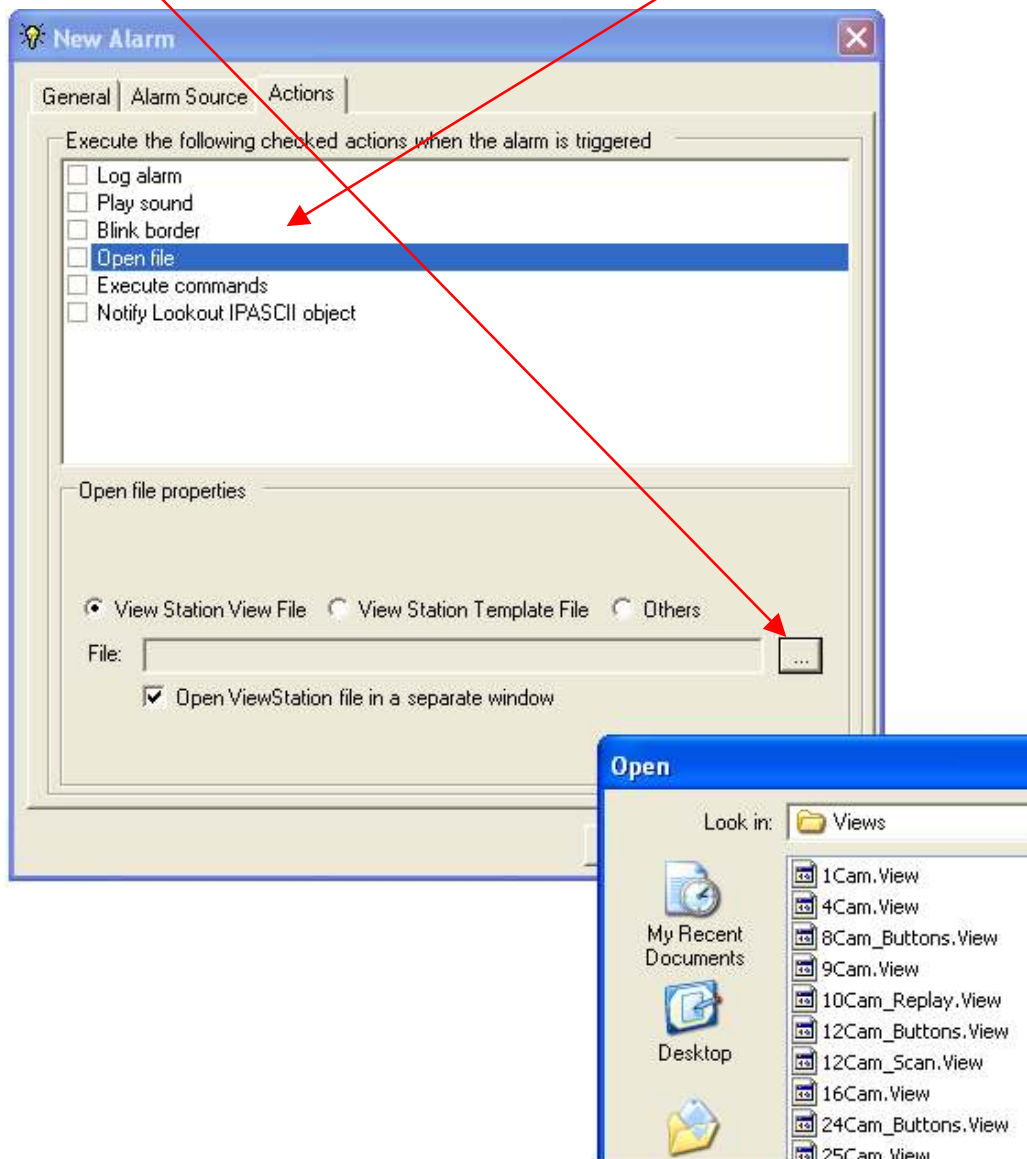 New Alarm
General Alarm Source Actions
Execute the following checked actions when the alarm is triggered
Log alarm
Play sound
Blink border
Open file
Execute commands
Notify Lookout IPASCII object
Open file properties
View Station View File View Station Template File Others
File: ...
Open ViewStation file in a separate window
Open
Look in: Views
My Recent
Documents
Desktop
1Cam.View
4Cam.View
8Cam_Buttons.View
9Cam.View
10Cam_Replay.View
12Cam_Buttons.View
12Cam_Scan.View
16Cam.View
24Cam_Buttons.View
25Cam.View